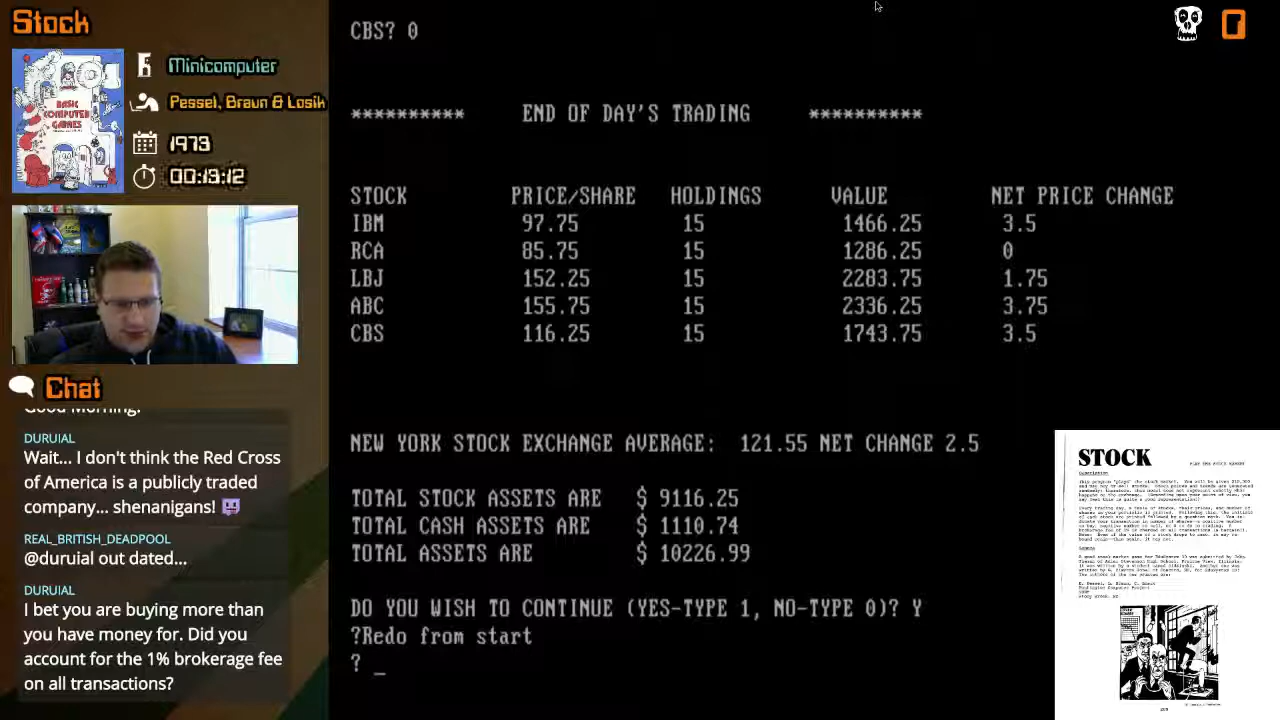 Stock
BASIC
COMPUTER
GAMES
Minicomputer
Pessel, Braun & Losik
1973
00:13:12
Chat
Good Morning.
DURUIAL
Wait... I don't think the Red Cross
of America is a publicly traded
company... shenanigans!
REAL_BRITISH_DEADPOOL
@duruial out dated...
DURUIAL
I bet you are buying more than
you have money for. Did you
account for the 1% brokerage fee
on all transactions?
CBS? 0
********** END OF DAY'S TRADING **********
STOCK PRICE/SHARE HOLDINGS VALUE NET PRICE CHANGE
IBM 97.75 15 1466.25 3.5
RCA 85.75 15 1286.25 0
LBJ 152.25 15 2283.75 1.75
ABC 155.75 15 2336.25 3.75
CBS 116.25 15 1743.75 3.5
NEW YORK STOCK EXCHANGE AVERAGE: 121.55 NET CHANGE 2.5
TOTAL STOCK ASSETS ARE $ 9116.25
TOTAL CASH ASSETS ARE $ 1110.74
TOTAL ASSETS ARE $ 10226.99
DO YOU WISH TO CONTINUE (YES-TYPE 1, NO-TYPE 0)? Y
?Redo from start
? _
STOCK